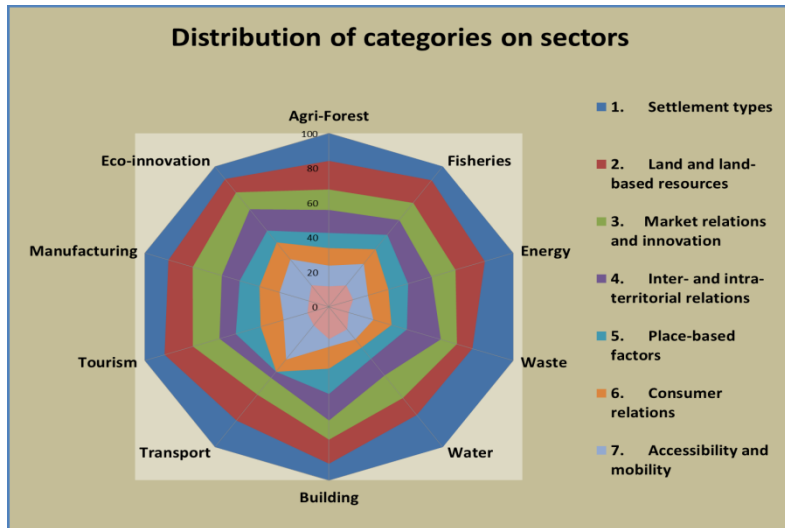 Distribution of categories on sectors
Agri-Forest
100
80
60
40
20
0
Fisheries
Energy
Waste
Water
Building
Transport
Tourism
Manufacturing
Eco-innovation
1. Settlement types
2. Land and land-
based resources
3. Market relations
and innovation
4. Inter- and intra-
territorial relations
5. Place-based
factors
6. Consumer
relations
7. Accessibility and
mobility